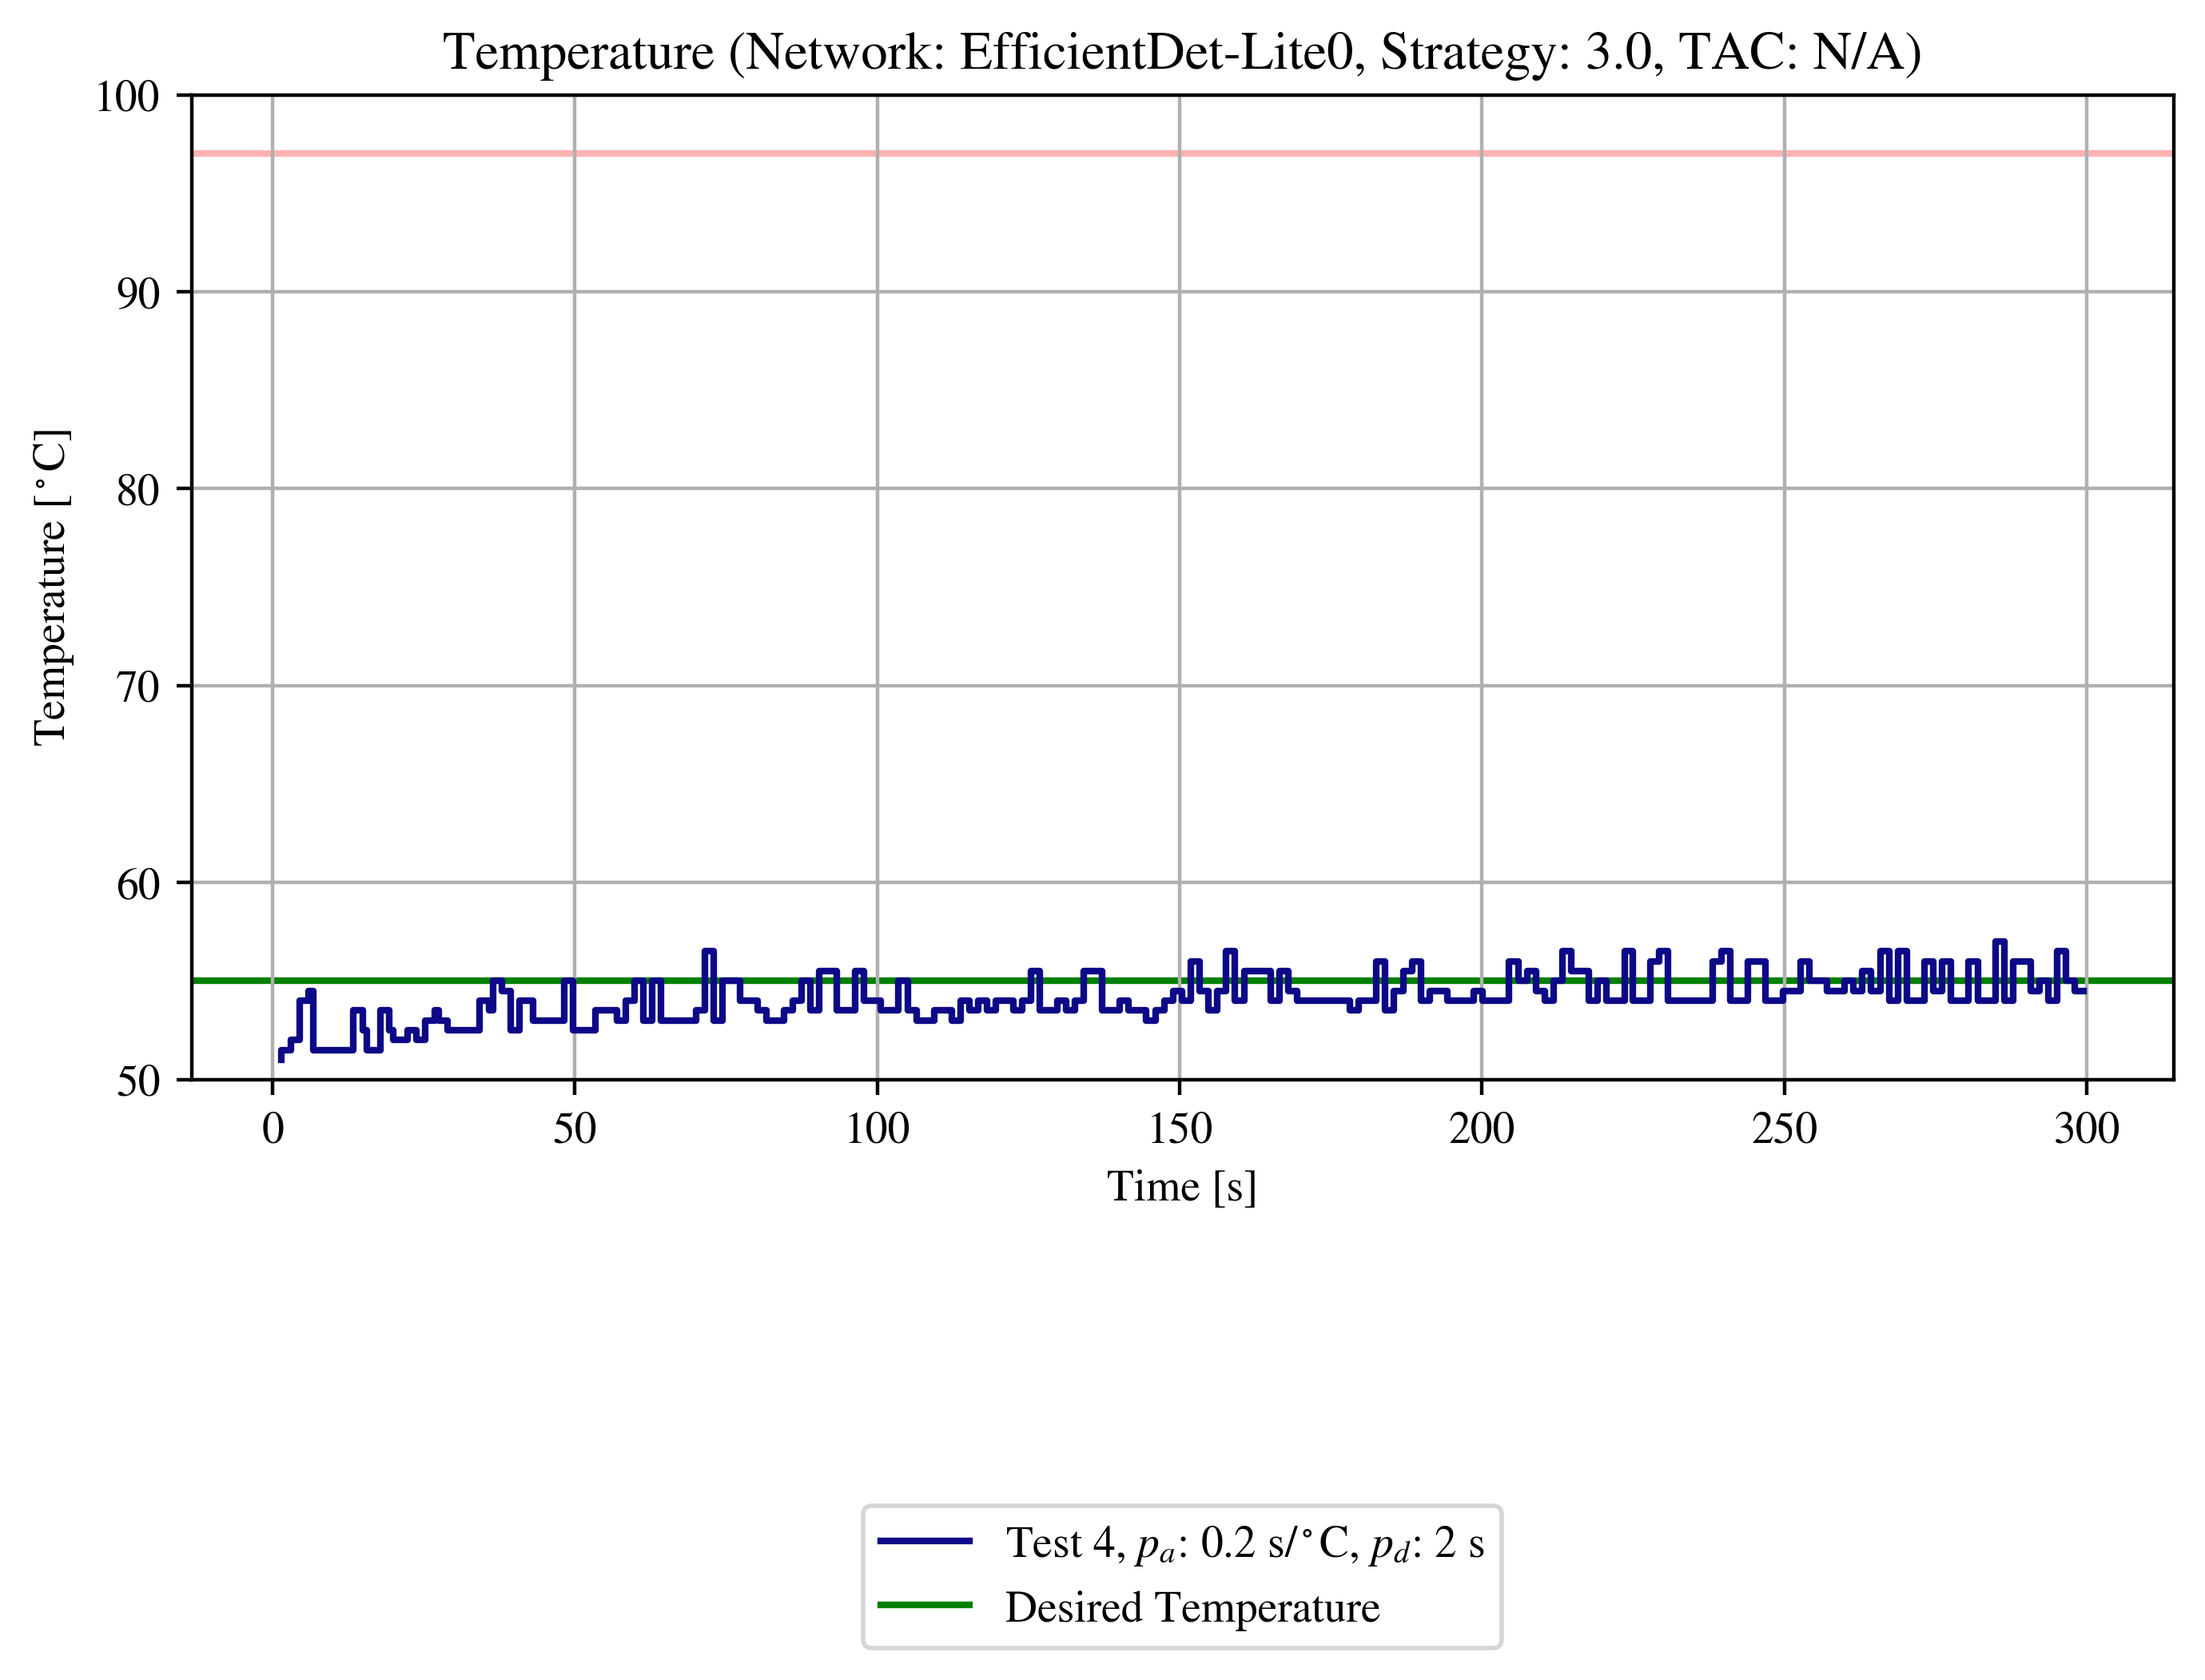 Temperature (Network: EfficientDet-Lite0, Strategy: 3.0, TAC: N/A)
100
90
80
70
60
50
Temperature [°C]
0 50 100 150 200 250 300
Time [s]
Test 4, pₐ: 0.2 s/°C, p_d: 2 s
Desired Temperature